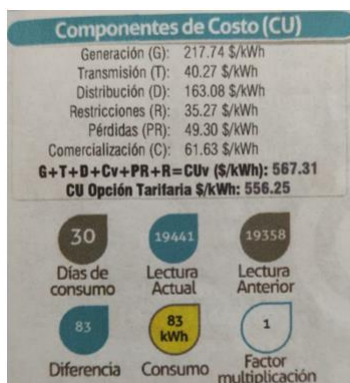 Componentes de Costo (CU)
Generación (G): 217.74 $/kWh
Transmisión (T): 40.27 $/kWh
Distribución (D): 163.08 $/kWh
Restricciones (R): 35.27 $/kWh
Pérdidas (PR): 49.30 $/kWh
Comercialización (C): 61.63 $/kWh
G+T+D+Cv+PR+R=CUv ($/kWh): 567.31
CU Opción Tarifaria $/kWh: 556.25
30 19441 19358
Días de Lectura Lectura
consumo Actual Anterior
83 83 1
kWh
Diferencia Consumo Factor
multiplicación